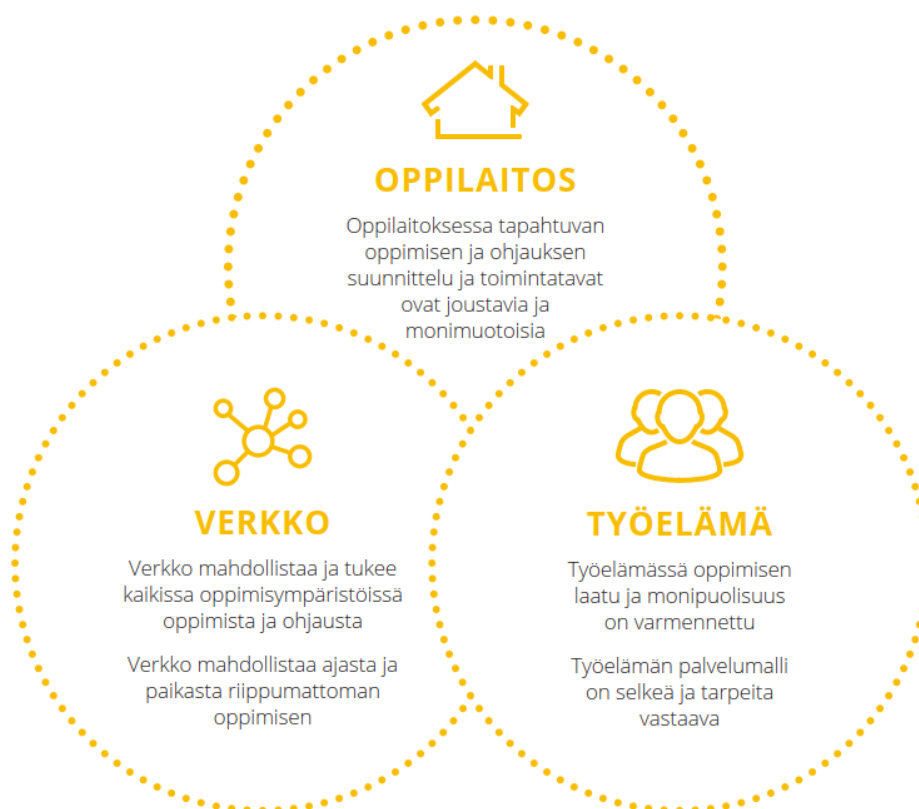 OPPILAITOS
Oppilaitoksessa tapahtuvan
oppimisen ja ohjauksen
suunnittelu ja toimintatavat
ovat joustavia ja
monimuotoisia
VERKKO
Verkko mahdollistaa ja tukee
kaikissa oppimisympäristöissä
oppimista ja ohjausta
Verkko mahdollistaa ajasta ja
paikasta riippumattoman
oppimisen
TYÖELÄMÄ
Työelämässä oppimisen
laatu ja monipuolisuus
on varmennettu
Työelämän palvelumalli
on selkeä ja tarpeita
vastaava